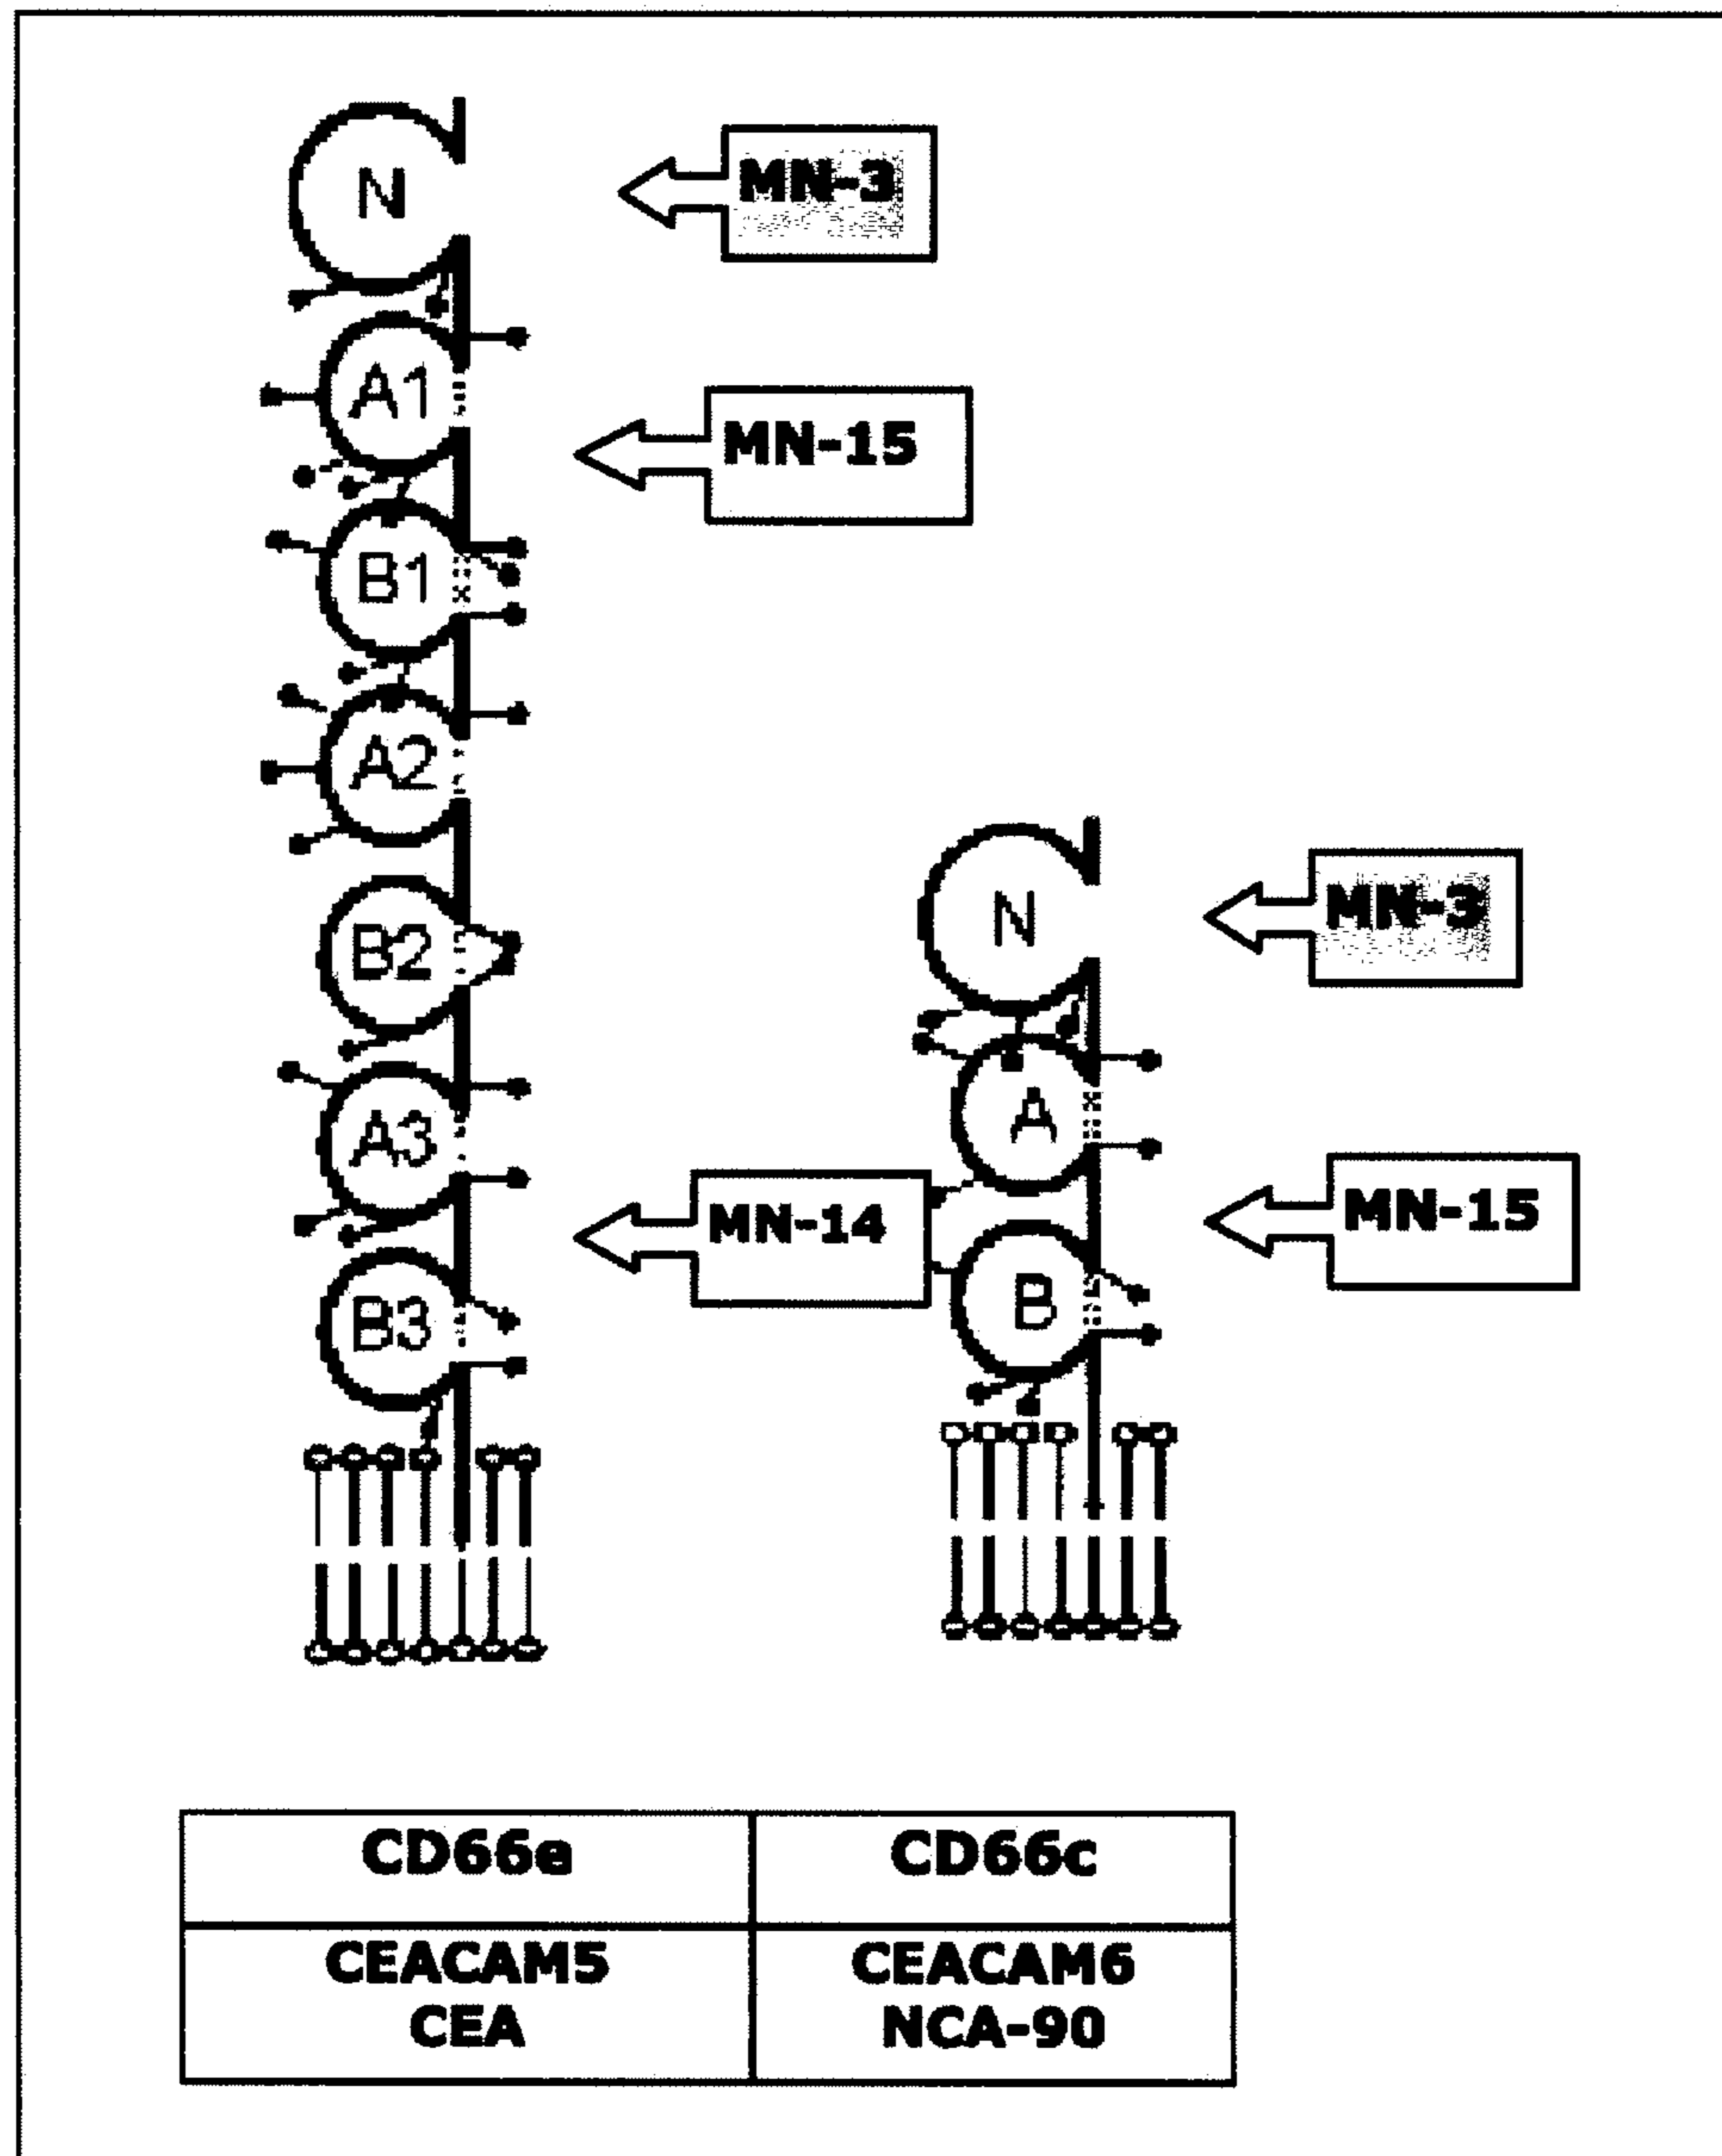 N
MN-3
A1
MN-15
B1
A2
B2
A3
MN-14
B3
N
MN-3
A
MN-15
B
CD66e
CD66c
CEACAM5
CEA
CEACAM6
NCA-90